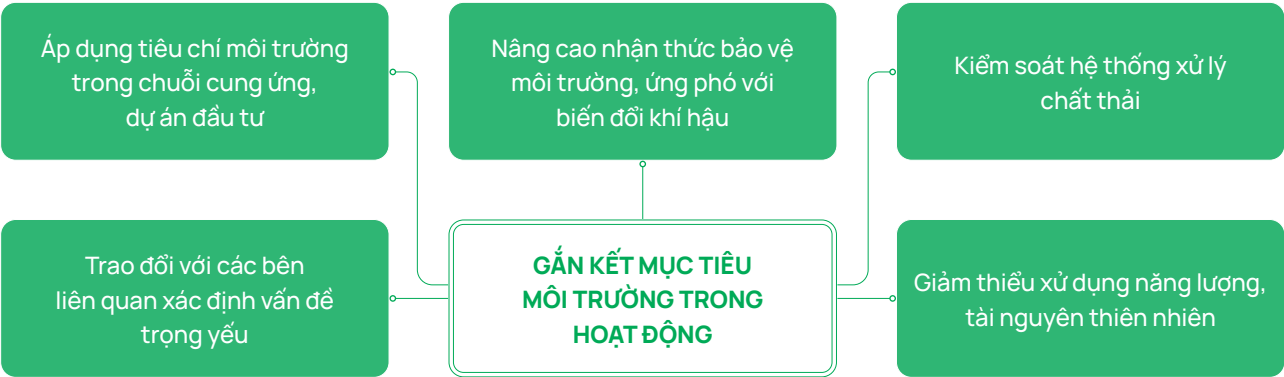 Áp dụng tiêu chí môi trường
trong chuỗi cung ứng,
dự án đầu tư
Nâng cao nhận thức bảo vệ
môi trường, ứng phó với
biến đổi khí hậu
Kiểm soát hệ thống xử lý
chất thải
Trao đổi với các bên
liên quan xác định vấn đề
trọng yếu
GẮN KẾT MỤC TIÊU
MÔI TRƯỜNG TRONG
HOẠT ĐỘNG
Giảm thiểu xử dụng năng lượng,
tài nguyên thiên nhiên